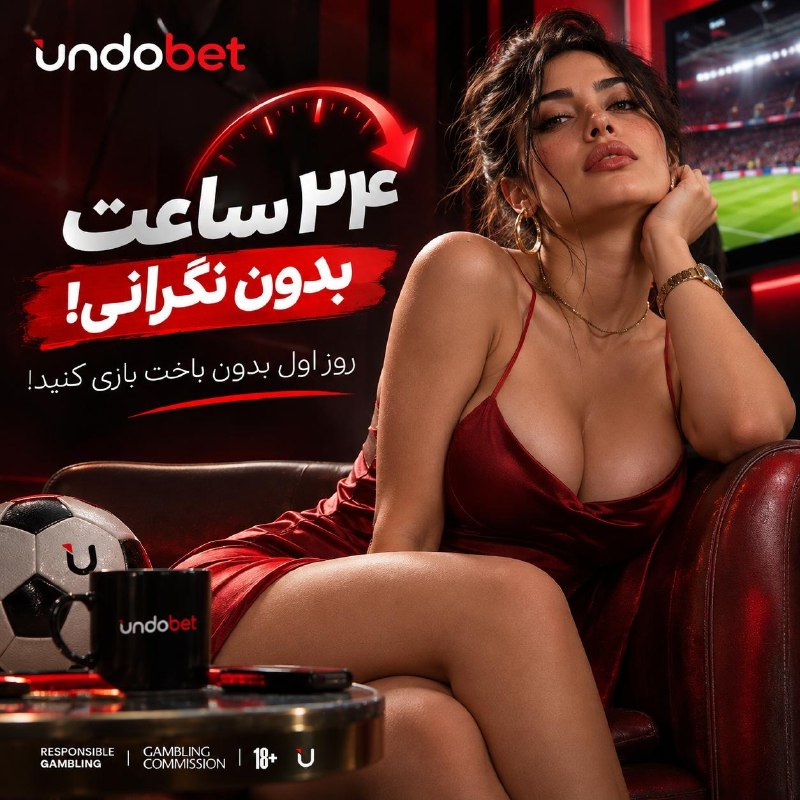 undobet
۲۴ ساعت
بدون نگرانی!
روز اول بدون باخت بازی کنید!
U
undobet
RESPONSIBLE GAMBLING | GAMBLING COMMISSION | 18+ U